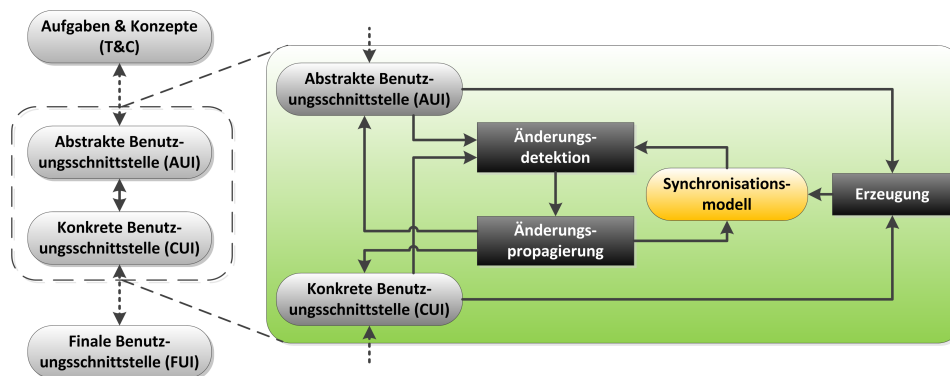 Aufgaben & Konzepte
(T&C)
Abstrakte Benutz-
ungsschnittstelle (AUI)
Konkrete Benutz-
ungsschnittstelle (CUI)
Finale Benutz-
ungsschnittstelle (FUI)
Abstrakte Benutz-
ungsschnittstelle (AUI)
Änderungs-
detektion
Synchronisations-
modell
Erzeugung
Änderungs-
propagierung
Konkrete Benutz-
ungsschnittstelle (CUI)